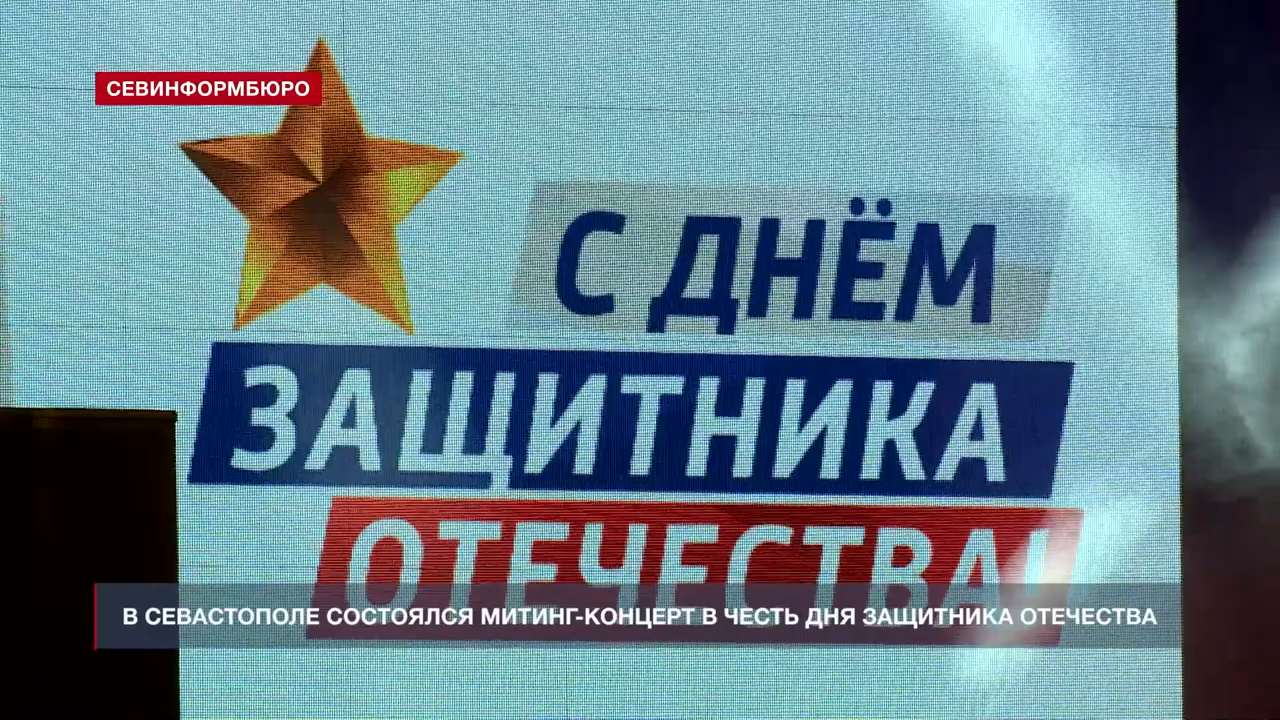 СЕВИНФОРМБЮРО
С ДНЁМ
ЗАЩИТНИКА
ОТЕЧЕСТВА!
В СЕВАСТОПОЛЕ СОСТОЯЛСЯ МИТИНГ-КОНЦЕРТ В ЧЕСТЬ ДНЯ ЗАЩИТНИКА ОТЕЧЕСТВА